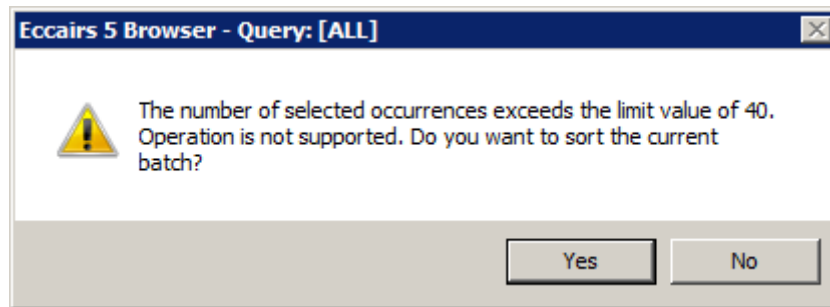 Eccairs 5 Browser - Query: [ALL]
The number of selected occurrences exceeds the limit value of 40.
Operation is not supported. Do you want to sort the current
batch?
Yes No